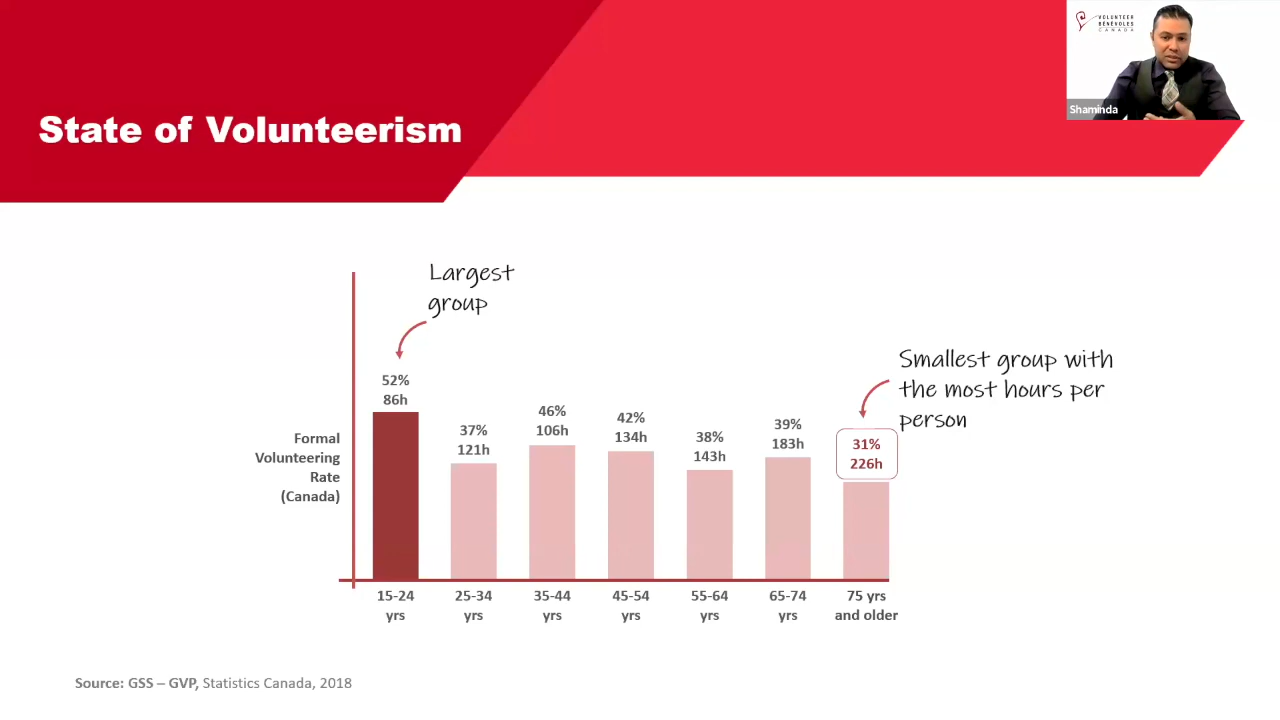 VOLUNTEER
BÉNÉVOLES
CANADA
Shaminda
State of Volunteerism
Largest
group
Smallest group with
the most hours per
person
52%
86h
37%
121h
46%
106h
42%
134h
38%
143h
39%
183h
31%
226h
Formal
Volunteering
Rate
(Canada)
15-24
yrs
25-34
yrs
35-44
yrs
45-54
yrs
55-64
yrs
65-74
yrs
75 yrs
and older
Source: GSS – GVP, Statistics Canada, 2018